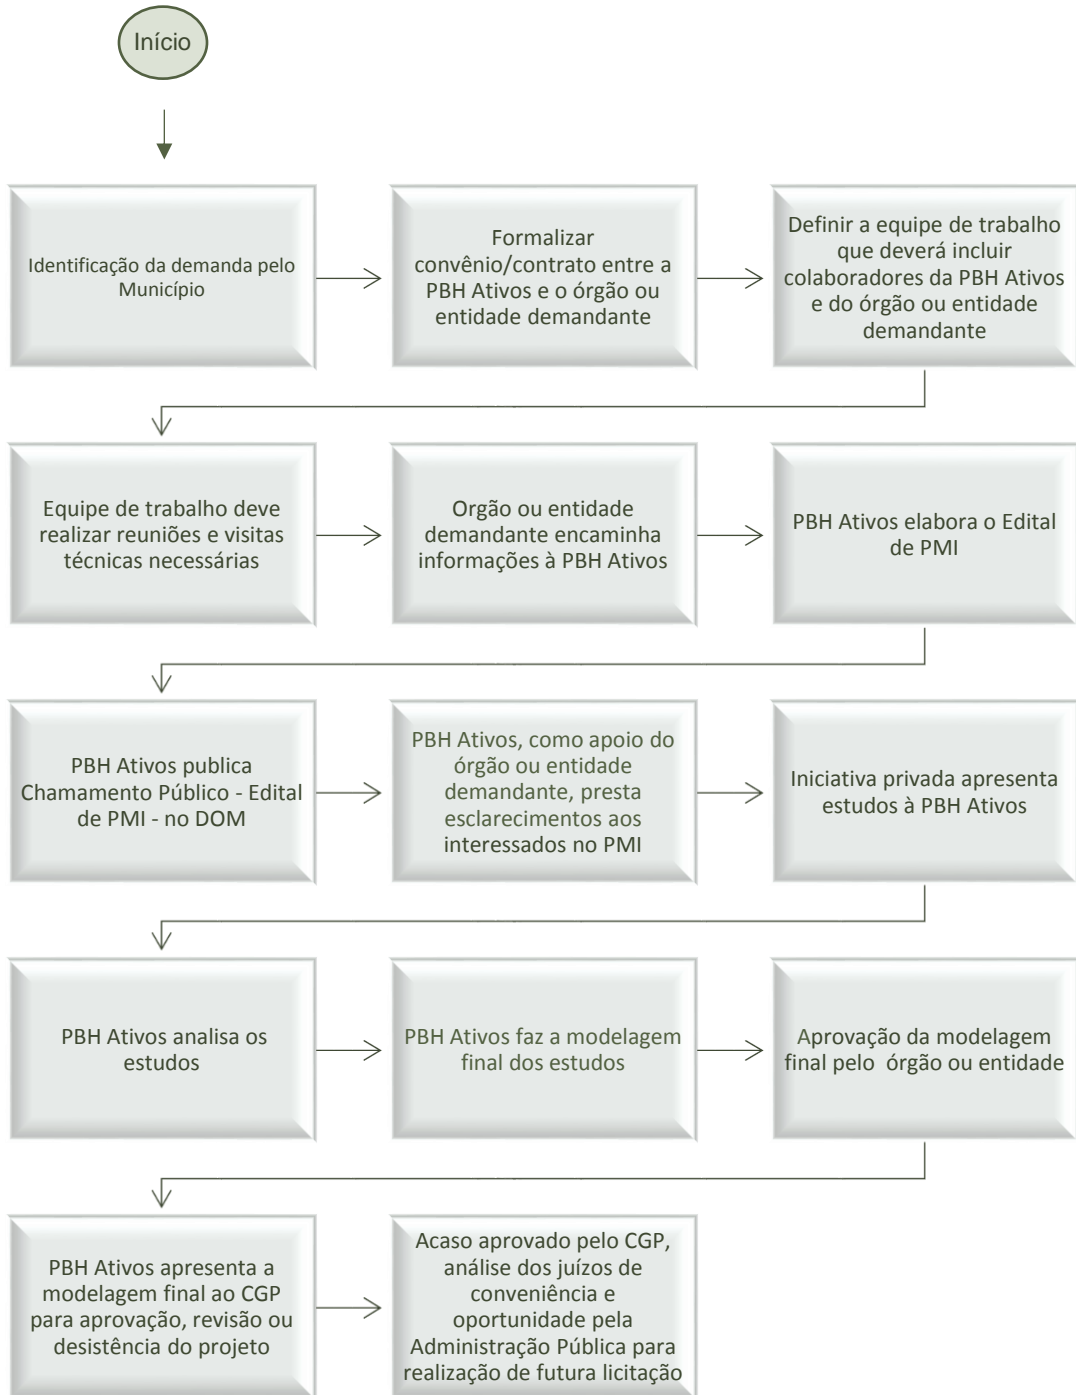 Início
Identificação da demanda pelo
Município
Formalizar
convênio/contrato entre a
PBH Ativos e o órgão ou
entidade demandante
Definir a equipe de trabalho
que deverá incluir
colaboradores da PBH Ativos
e do órgão ou entidade
demandante
Equipe de trabalho deve
realizar reuniões e visitas
técnicas necessárias
Orgão ou entidade
demandante encaminha
informações à PBH Ativos
PBH Ativos elabora o Edital
de PMI
PBH Ativos publica
Chamamento Público - Edital
de PMI - no DOM
PBH Ativos, como apoio do
órgão ou entidade
demandante, presta
esclarecimentos aos
interessados no PMI
Iniciativa privada apresenta
estudos à PBH Ativos
PBH Ativos analisa os
estudos
PBH Ativos faz a modelagem
final dos estudos
Aprovação da modelagem
final pelo órgão ou entidade
PBH Ativos apresenta a
modelagem final ao CGP
para aprovação, revisão ou
desistência do projeto
Acaso aprovado pelo CGP,
análise dos juízos de
conveniência e
oportunidade pela
Administração Pública para
realização de futura licitação